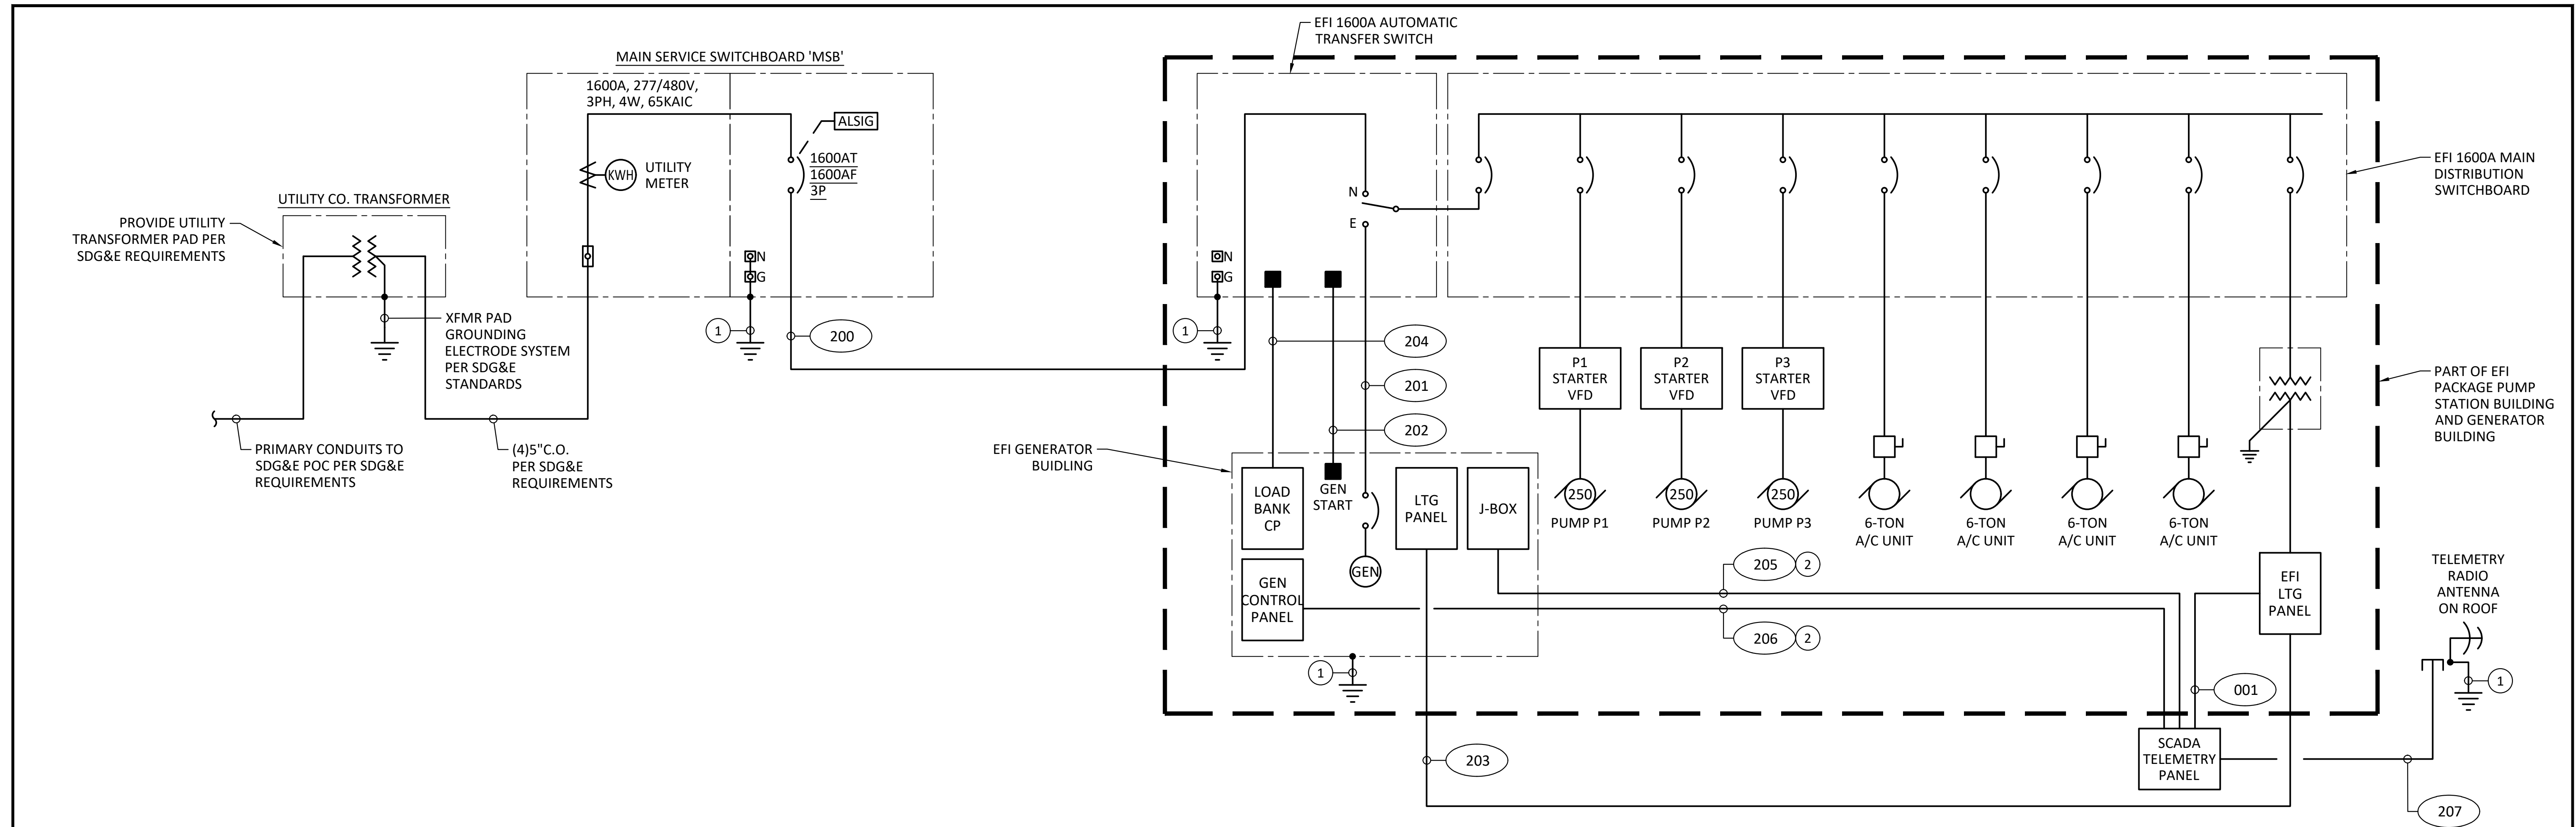 EFI 1600A AUTOMATIC
TRANSFER SWITCH
MAIN SERVICE SWITCHBOARD 'MSB'
1600A, 277/480V,
3PH, 4W, 65KAIC
ALSIG
1600AT
1600AF
3P
KWH
UTILITY
METER
UTILITY CO. TRANSFORMER
PROVIDE UTILITY
TRANSFORMER PAD PER
SDG&E REQUIREMENTS
N
G
XFMR PAD
GROUNDING
ELECTRODE SYSTEM
PER SDG&E
STANDARDS
1
200
PRIMARY CONDUITS TO
SDG&E POC PER SDG&E
REQUIREMENTS
(4)5"C.O.
PER SDG&E
REQUIREMENTS
N
E
N
G
1
204
201
202
EFI 1600A MAIN
DISTRIBUTION
SWITCHBOARD
P1
STARTER
VFD
P2
STARTER
VFD
P3
STARTER
VFD
PART OF EFI
PACKAGE PUMP
STATION BUILDING
AND GENERATOR
BUILDING
EFI GENERATOR
BUIDLING
LOAD
BANK
CP
GEN
START
LTG
PANEL
J-BOX
GEN
GEN
CONTROL
PANEL
250
PUMP P1
250
PUMP P2
250
PUMP P3
6-TON
A/C UNIT
6-TON
A/C UNIT
6-TON
A/C UNIT
6-TON
A/C UNIT
205
2
206
2
EFI
LTG
PANEL
TELEMETRY
RADIO
ANTENNA
ON ROOF
1
1
001
203
SCADA
TELEMETRY
PANEL
207